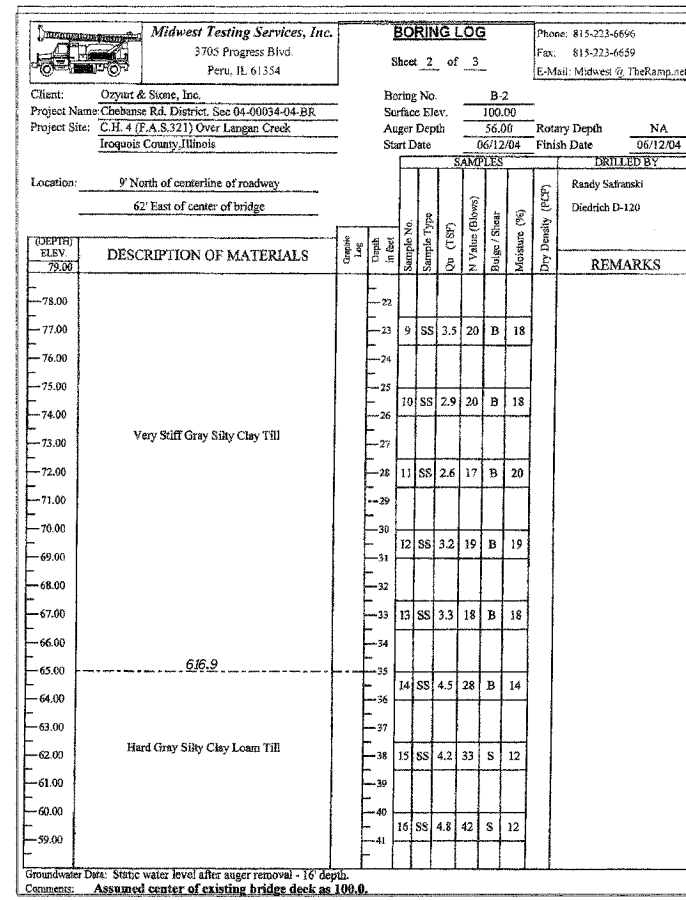 Midwest Testing Services, Inc.
3705 Progress Blvd.
Peru, IL 61354
BORING LOG
Sheet 2 of 3
Phone: 815-223-6696
Fax: 815-223-6659
E-Mail: Midwest @ TheRamp.net
Client: Ozyurt & Stone, Inc.
Project Name: Chebanse Rd. District, Sec 04-00034-04-BR
Project Site: C.H. 4 (F.A.S.321) Over Langan Creek
Iroquois County, Illinois
Boring No. B-2
Surface Elev. 100.00
Auger Depth 56.00 Rotary Depth NA
Start Date 06/12/04 Finish Date 06/12/04
Location: 9' North of centerline of roadway
62' East of center of bridge
SAMPLES
DRILLED BY
Randy Safranski
Diedrich D-120
(DEPTH)
ELEV.
79.00
DESCRIPTION OF MATERIALS
Graphic Log
Depth in feet
Sample No.
Sample Type
Qu (TSF)
N Value (Blows)
Bulge / Shear
Moisture (%)
Dry Density (PCF)
REMARKS
78.00 22
77.00 23 9 SS 3.5 20 B 18
76.00 24
75.00 25
10 SS 2.9 20 B 18
74.00 26
Very Stiff Gray Silty Clay Till
73.00 27
72.00 28 11 SS 2.6 17 B 20
71.00 29
70.00 30
12 SS 3.2 19 B 19
69.00 31
68.00 32
67.00 33 13 SS 3.3 18 B 18
66.00 34
616.9
65.00 35
14 SS 4.5 28 B 14
64.00 36
63.00 37
Hard Gray Silty Clay Loam Till
62.00 38 15 SS 4.2 33 S 12
61.00 39
60.00 40
16 SS 4.8 42 S 12
59.00 41
Groundwater Data: Static water level after auger removal - 16' depth.
Comments: Assumed center of existing bridge deck as 100.0.